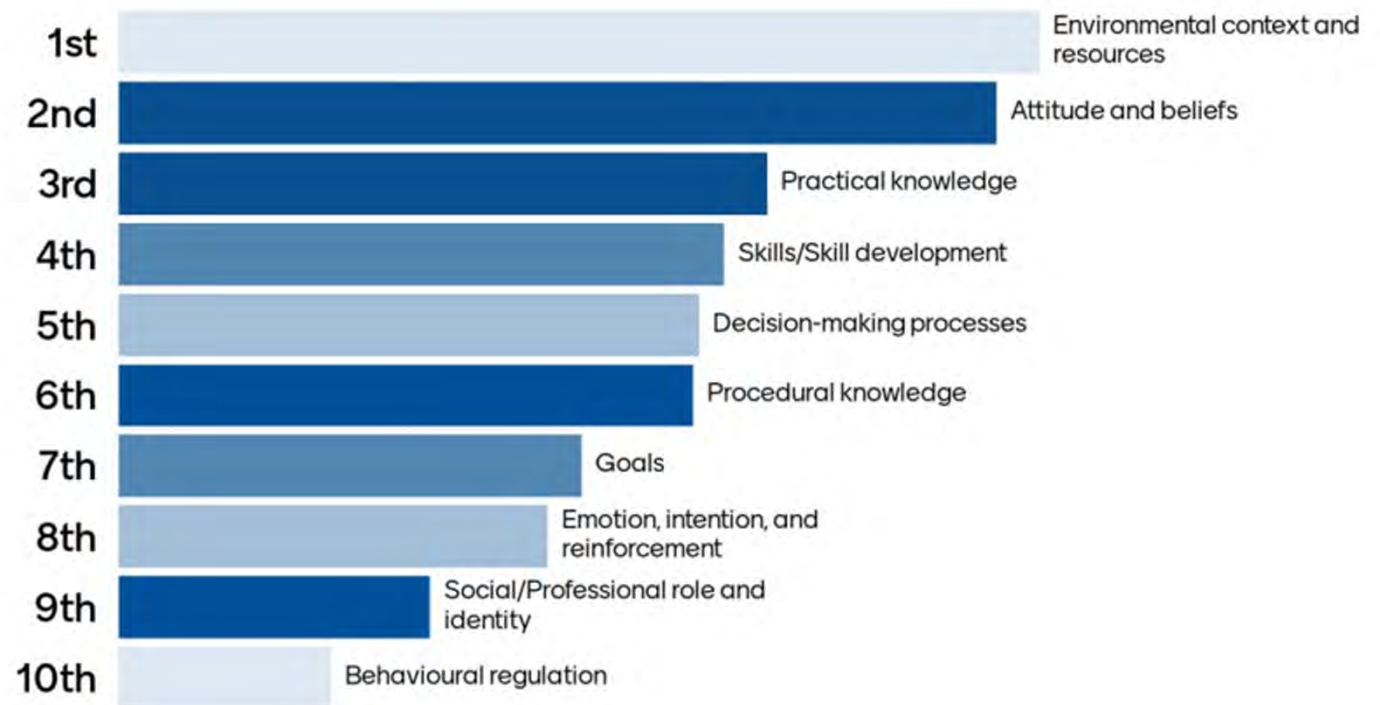 1st
Environmental context and
resources
2nd
Attitude and beliefs
3rd
Practical knowledge
4th
Skills/Skill development
5th
Decision-making processes
6th
Procedural knowledge
7th
Goals
8th
Emotion, intention, and
reinforcement
9th
Social/Professional role and
identity
10th
Behavioural regulation